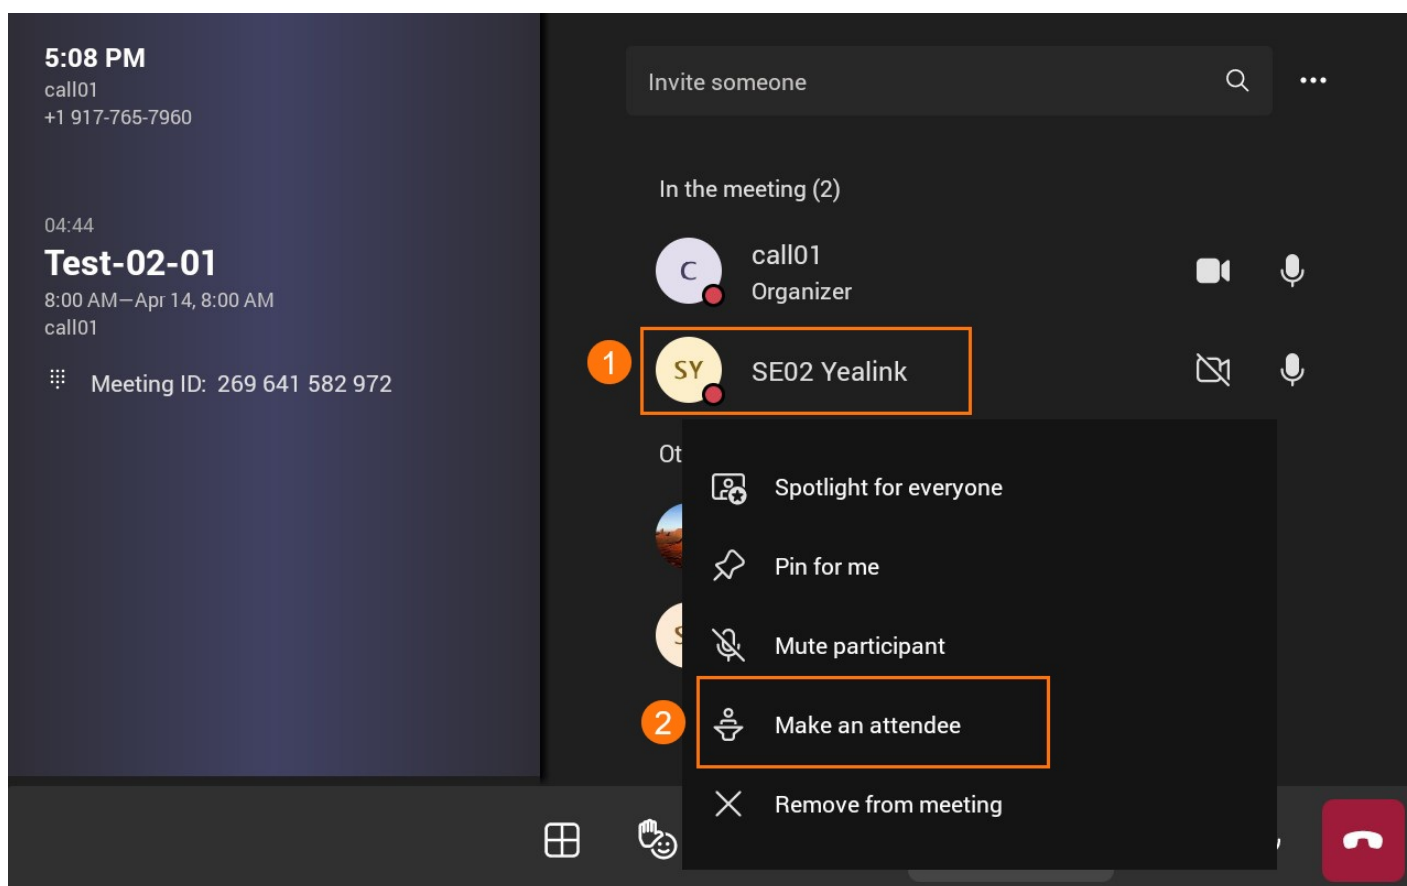 5:08 PM
call01
+1 917-765-7960
04:44
Test-02-01
8:00 AM—Apr 14, 8:00 AM
call01
Meeting ID: 269 641 582 972
Invite someone
In the meeting (2)
C
call01
Organizer
1
SY
SE02 Yealink
Ot
Spotlight for everyone
Pin for me
S
Mute participant
2
Make an attendee
Remove from meeting